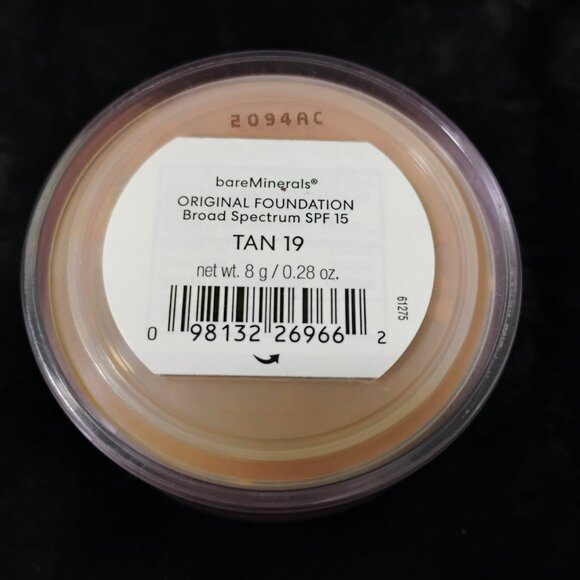 2094AC
bareMinerals®
ORIGINAL FOUNDATION
Broad Spectrum SPF 15
TAN 19
net wt. 8 g / 0.28 oz.
61275
0 98132 26966 2